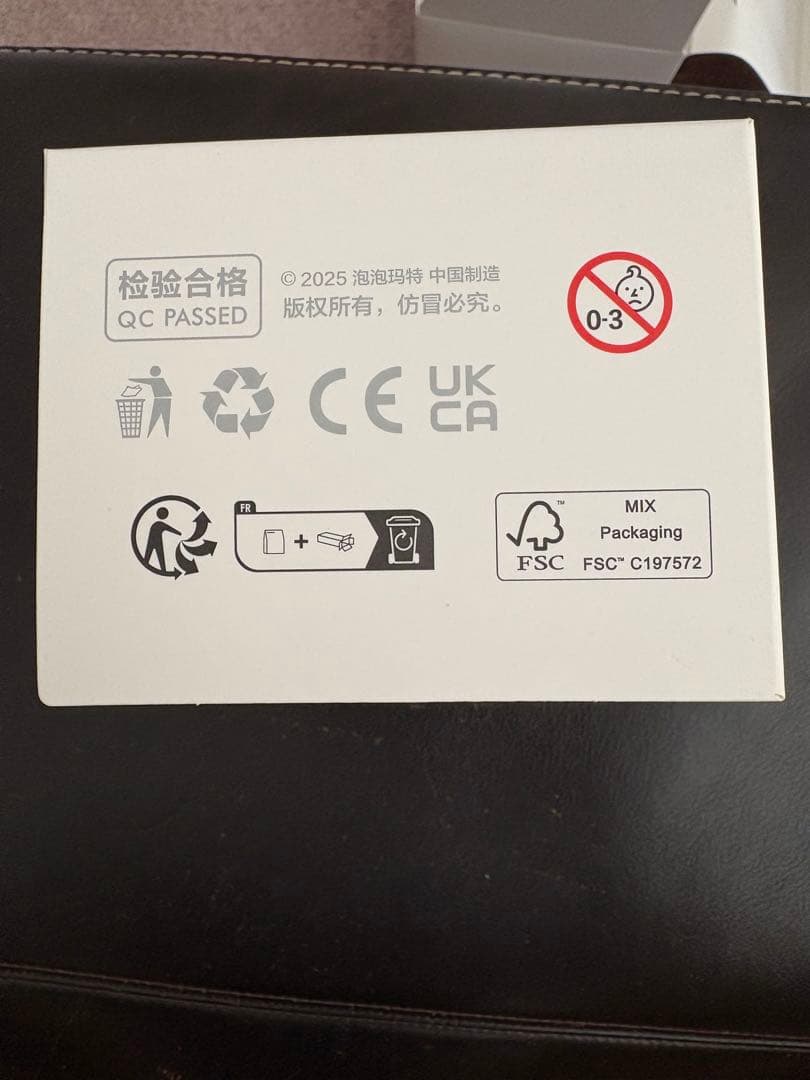 检验合格
QC PASSED
© 2025 泡泡玛特 中国制造
版权所有，仿冒必究。
0-3
CE
UK
CA
FR
+
FSC™
MIX
Packaging
FSC™ C197572